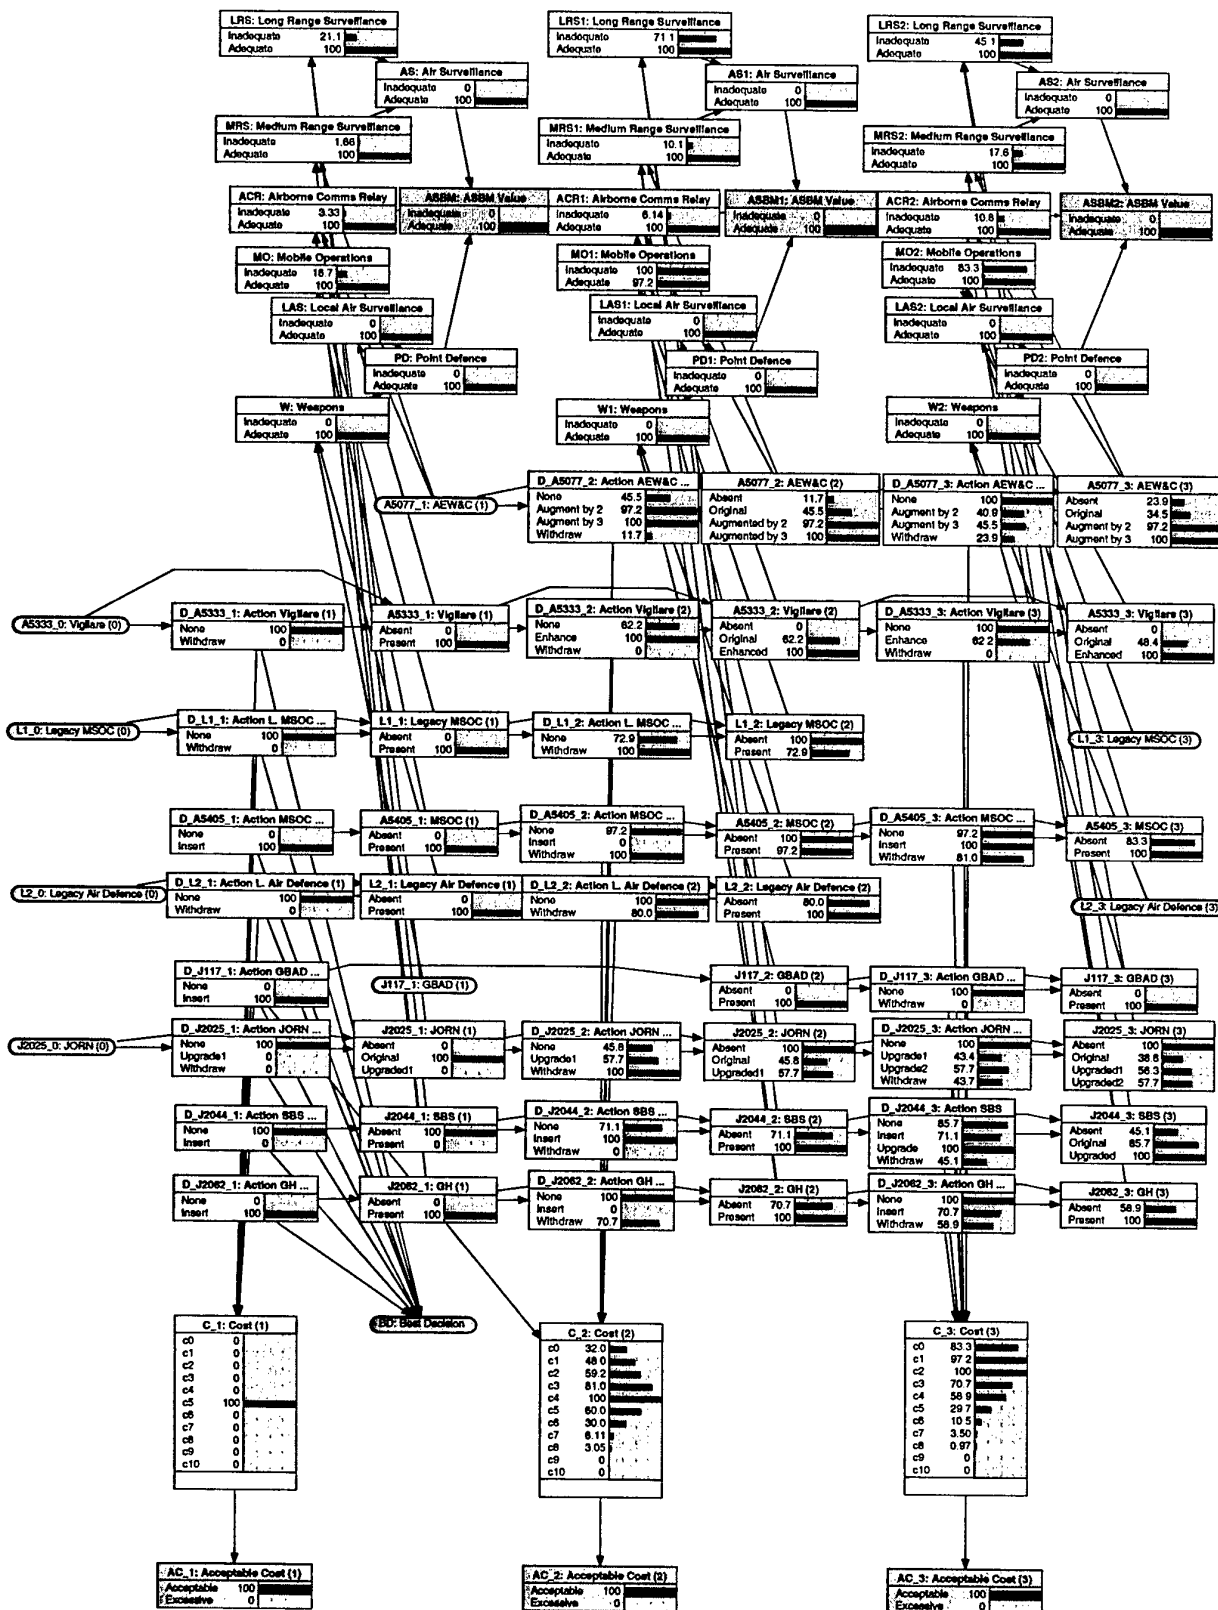 LRS: Long Range Surveillance
Inadequate 21.1
Adequate 100
LRS1: Long Range Surveillance
Inadequate 71.1
Adequate 100
LRS2: Long Range Surveillance
Inadequate 45.1
Adequate 100
AS: Air Surveillance
Inadequate 0
Adequate 100
AS1: Air Surveillance
Inadequate 0
Adequate 100
AS2: Air Surveillance
Inadequate 0
Adequate 100
MRS: Medium Range Surveillance
Inadequate 1.66
Adequate 100
MRS1: Medium Range Surveillance
Inadequate 10.1
Adequate 100
MRS2: Medium Range Surveillance
Inadequate 17.6
Adequate 100
ACR: Airborne Comms Relay
Inadequate 3.33
Adequate 100
ASBM: ASBM Value
Inadequate 0
Adequate 100
ACR1: Airborne Comms Relay
Inadequate 6.14
Adequate 100
ASBM1: ASBM Value
Inadequate 0
Adequate 100
ACR2: Airborne Comms Relay
Inadequate 10.8
Adequate 100
ASBM2: ASBM Value
Inadequate 0
Adequate 100
MO: Mobile Operations
Inadequate 16.7
Adequate 100
MO1: Mobile Operations
Inadequate 100
Adequate 97.2
MO2: Mobile Operations
Inadequate 83.3
Adequate 100
LAS: Local Air Surveillance
Inadequate 0
Adequate 100
LAS1: Local Air Surveillance
Inadequate 0
Adequate 100
LAS2: Local Air Surveillance
Inadequate 0
Adequate 100
PD: Point Defence
Inadequate 0
Adequate 100
PD1: Point Defence
Inadequate 0
Adequate 100
PD2: Point Defence
Inadequate 0
Adequate 100
W: Weapons
Inadequate 0
Adequate 100
W1: Weapons
Inadequate 0
Adequate 100
W2: Weapons
Inadequate 0
Adequate 100
A5077_1: AEW&C (1)
D_A5077_2: Action AEW&C ...
None 45.5
Augment by 2 97.2
Augment by 3 100
Withdraw 11.7
A5077_2: AEW&C (2)
Absent 11.7
Original 45.5
Augmented by 2 97.2
Augmented by 3 100
D_A5077_3: Action AEW&C ...
None 100
Augment by 2 40.9
Augment by 3 45.5
Withdraw 23.9
A5077_3: AEW&C (3)
Absent 23.9
Original 34.5
Augmented by 2 97.2
Augmented by 3 100
A5333_0: Vigilare (0)
D_A5333_1: Action Vigilare (1)
None 100
Withdraw 0
A5333_1: Vigilare (1)
Absent 0
Present 100
D_A5333_2: Action Vigilare (2)
None 62.2
Enhance 100
Withdraw 0
A5333_2: Vigilare (2)
Absent 0
Original 62.2
Enhanced 100
D_A5333_3: Action Vigilare (3)
None 100
Enhance 62.2
Withdraw 0
A5333_3: Vigilare (3)
Absent 0
Original 48.4
Enhanced 100
L1_0: Legacy MSOC (0)
D_L1_1: Action L. MSOC ...
None 100
Withdraw 0
L1_1: Legacy MSOC (1)
Absent 0
Present 100
D_L1_2: Action L. MSOC ...
None 72.9
Withdraw 100
L1_2: Legacy MSOC (2)
Absent 100
Present 72.9
L1_3: Legacy MSOC (3)
D_A5405_1: Action MSOC ...
None 0
Insert 100
A5405_1: MSOC (1)
Absent 0
Present 100
D_A5405_2: Action MSOC ...
None 97.2
Insert 0
Withdraw 100
A5405_2: MSOC (2)
Absent 100
Present 97.2
D_A5405_3: Action MSOC ...
None 97.2
Insert 100
Withdraw 81.0
A5405_3: MSOC (3)
Absent 83.3
Present 100
L2_0: Legacy Air Defence (0)
D_L2_1: Action L. Air Defence (1)
None 100
Withdraw 0
L2_1: Legacy Air Defence (1)
Absent 0
Present 100
D_L2_2: Action L. Air Defence (2)
None 100
Withdraw 80.0
L2_2: Legacy Air Defence (2)
Absent 80.0
Present 100
L2_3: Legacy Air Defence (3)
D_J117_1: Action GBAD ...
None 0
Insert 100
J117_1: GBAD (1)
J117_2: GBAD (2)
Absent 0
Present 100
D_J117_3: Action GBAD ...
None 100
Withdraw 0
J117_3: GBAD (3)
Absent 0
Present 100
J2025_0: JORN (0)
D_J2025_1: Action JORN ...
None 100
Upgrade1 0
Withdraw 0
J2025_1: JORN (1)
Absent 0
Original 100
Upgraded1 0
D_J2025_2: Action JORN ...
None 45.8
Upgrade1 57.7
Withdraw 100
J2025_2: JORN (2)
Absent 100
Original 45.8
Upgraded1 57.7
D_J2025_3: Action JORN ...
None 100
Upgrade1 43.4
Upgrade2 57.7
Withdraw 43.7
J2025_3: JORN (3)
Absent 100
Original 38.6
Upgraded1 56.3
Upgraded2 57.7
D_J2044_1: Action SBS ...
None 100
Insert 0
J2044_1: SBS (1)
Absent 100
Present 0
D_J2044_2: Action SBS ...
None 71.1
Insert 100
Withdraw 0
J2044_2: SBS (2)
Absent 71.1
Present 100
D_J2044_3: Action SBS
None 85.7
Insert 71.1
Upgrade 100
Withdraw 45.1
J2044_3: SBS (3)
Absent 45.1
Original 85.7
Upgraded 100
D_J2062_1: Action GH ...
None 0
Insert 100
J2062_1: GH (1)
Absent 0
Present 100
D_J2062_2: Action GH ...
None 100
Insert 0
Withdraw 70.7
J2062_2: GH (2)
Absent 70.7
Present 100
D_J2062_3: Action GH ...
None 100
Insert 70.7
Withdraw 58.9
J2062_3: GH (3)
Absent 58.9
Present 100
C_1: Cost (1)
c0 0
c1 0
c2 0
c3 0
c4 0
c5 100
c6 0
c7 0
c8 0
c9 0
c10 0
BD: Best Decision
C_2: Cost (2)
c0 32.0
c1 48.0
c2 59.2
c3 81.0
c4 100
c5 60.0
c6 30.0
c7 6.11
c8 3.05
c9 0
c10 0
C_3: Cost (3)
c0 83.3
c1 97.2
c2 100
c3 70.7
c4 58.9
c5 29.7
c6 10.5
c7 3.50
c8 0.97
c9 0
c10 0
AC_1: Acceptable Cost (1)
Acceptable 100
Excessive 0
AC_2: Acceptable Cost (2)
Acceptable 100
Excessive 0
AC_3: Acceptable Cost (3)
Acceptable 100
Excessive 0